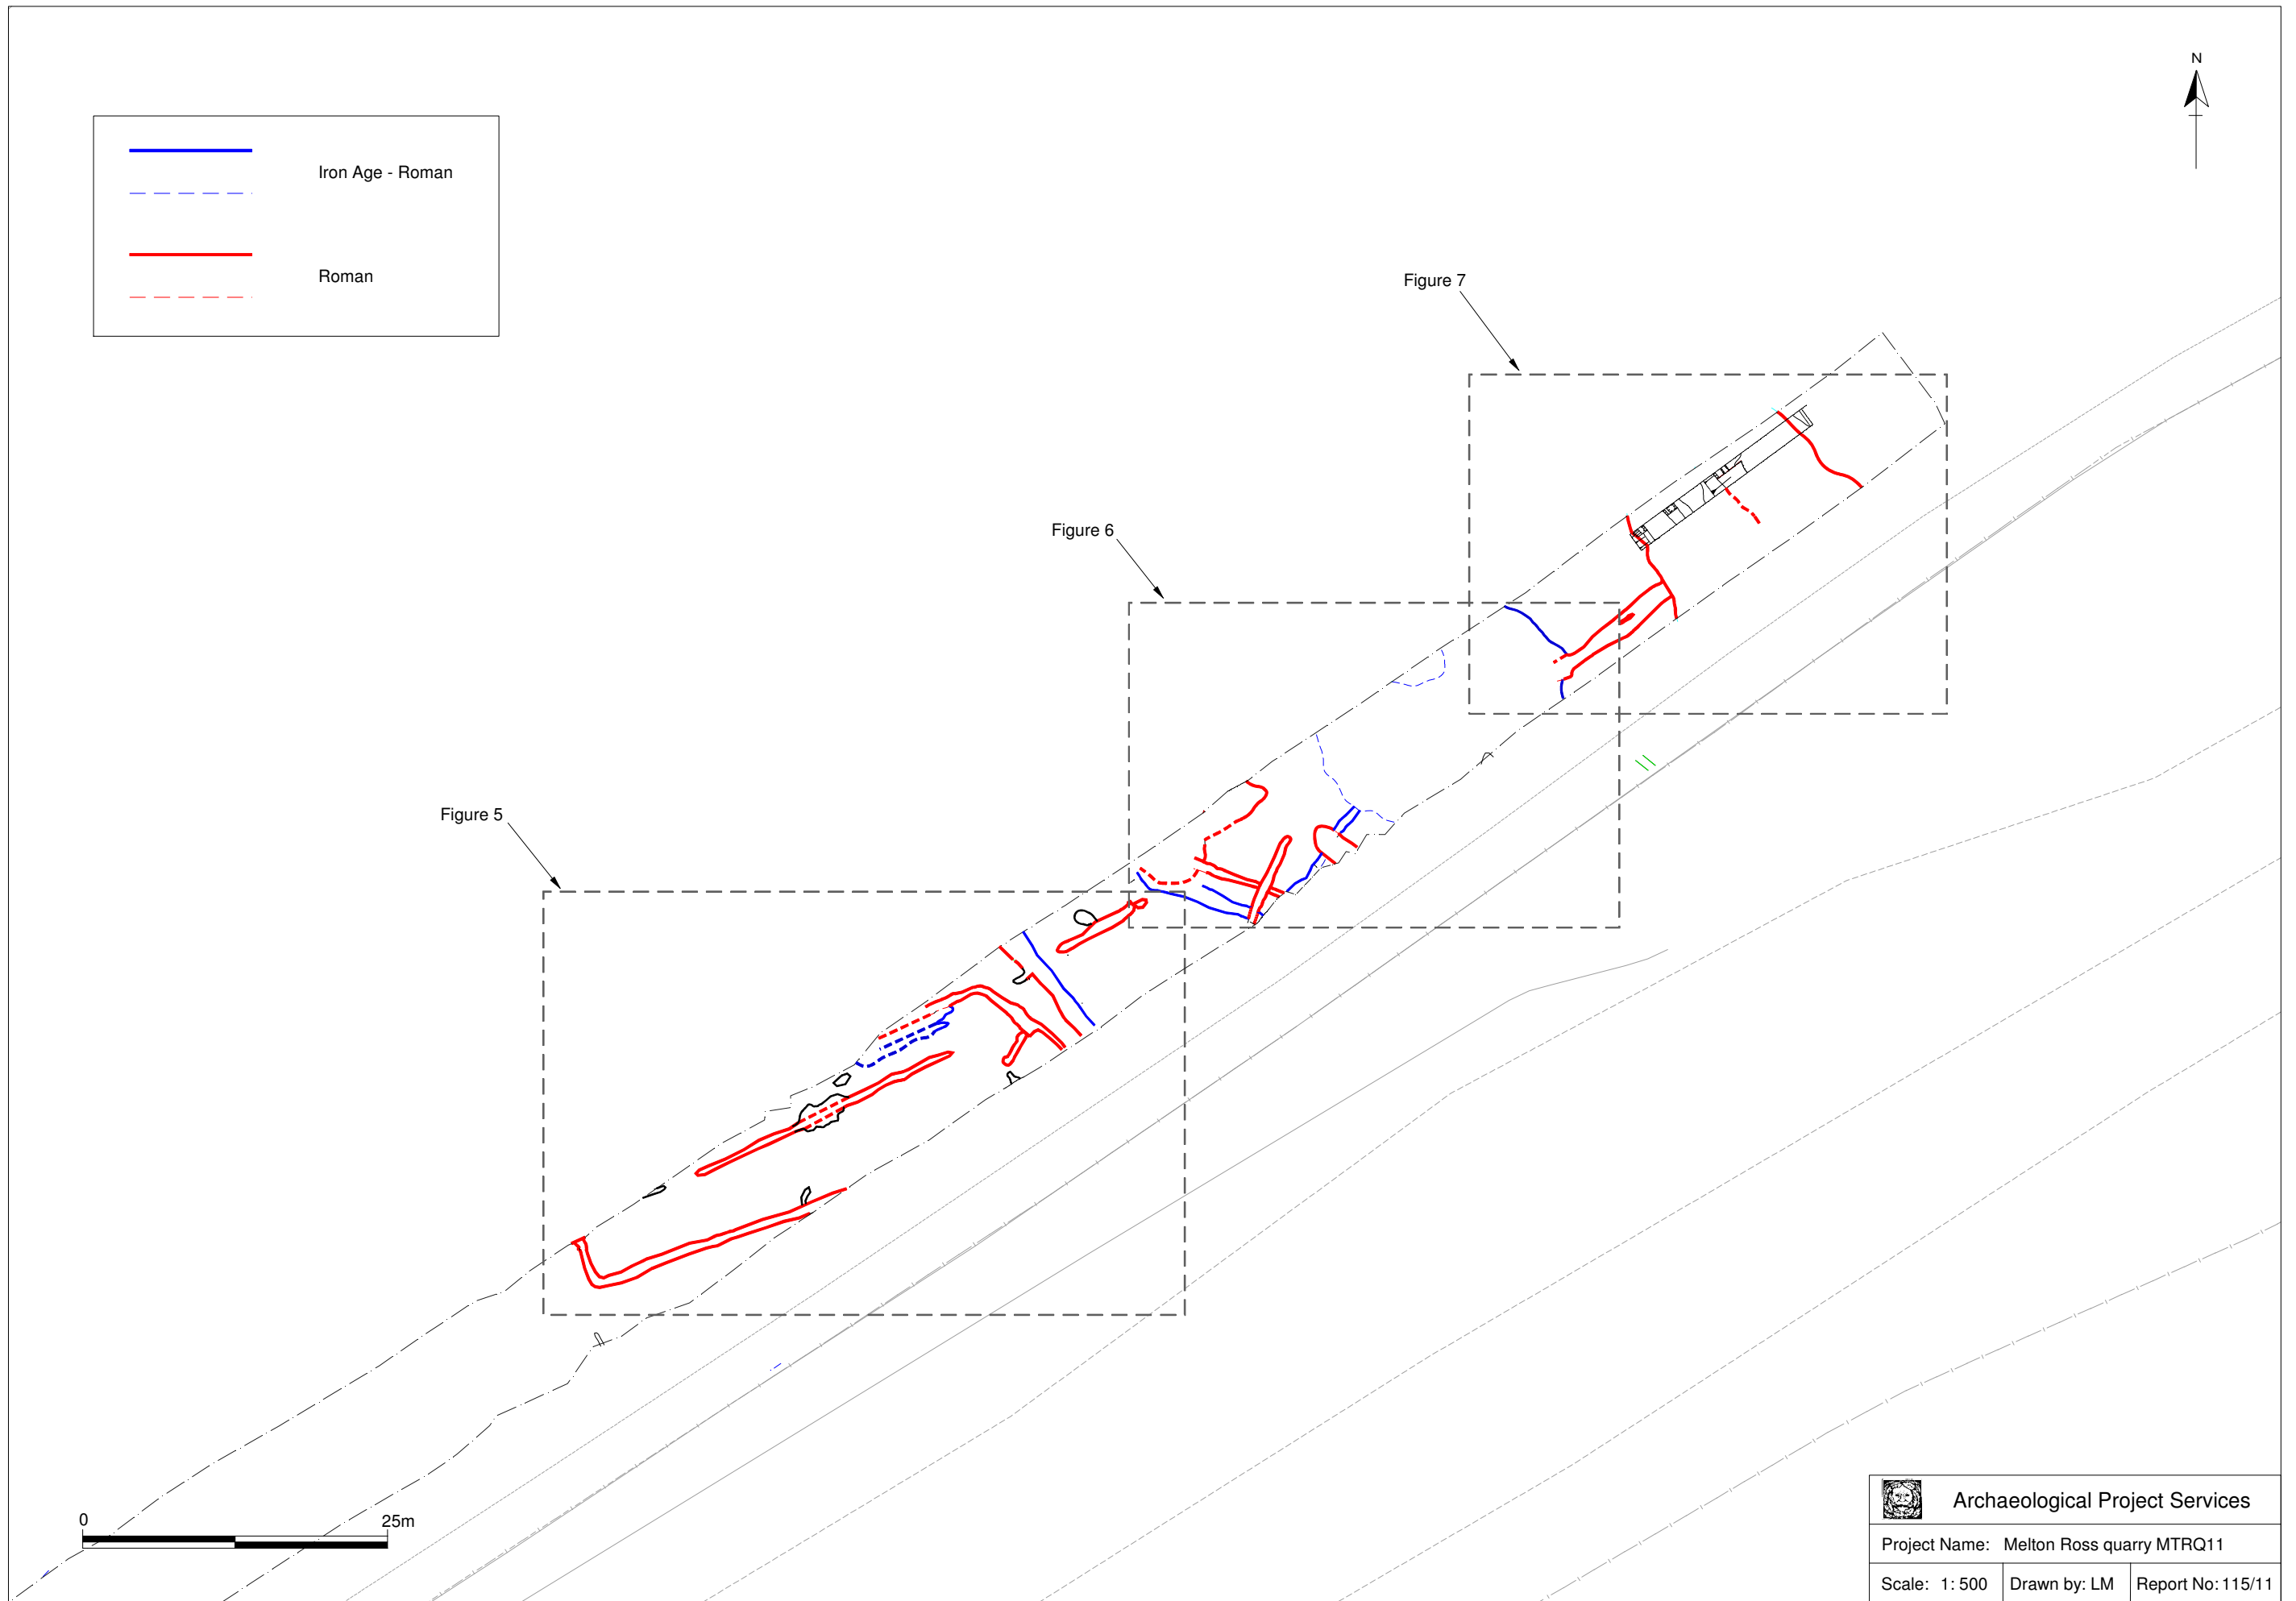 N
Iron Age - Roman
Roman
Figure 7
Figure 6
Figure 5
0 25m
Archaeological Project Services
Project Name: Melton Ross quarry MTRQ11
Scale: 1: 500 Drawn by: LM Report No: 115/11